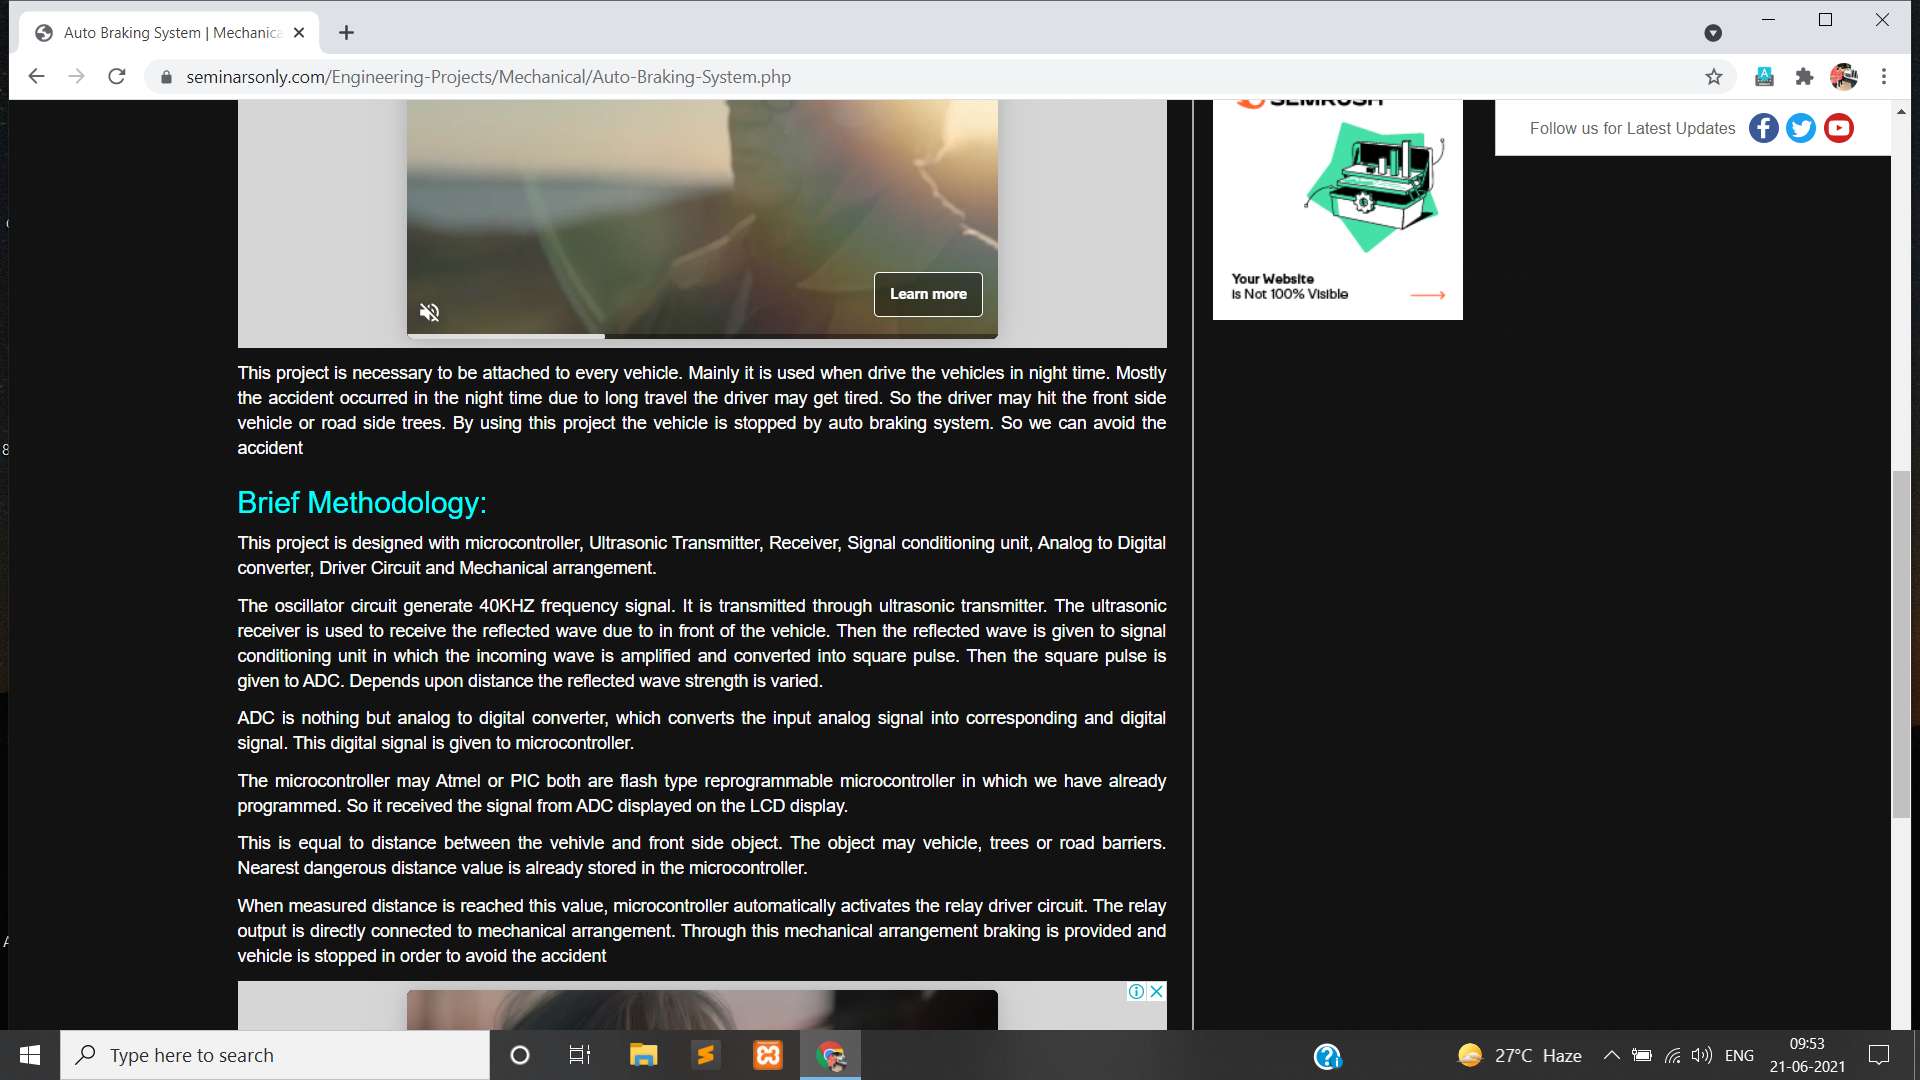 Auto Braking System | Mechanica
seminarsonly.com/Engineering-Projects/Mechanical/Auto-Braking-System.php
SEMRUSH
Follow us for Latest Updates
Learn more
Your Website
is Not 100% Visible
This project is necessary to be attached to every vehicle. Mainly it is used when drive the vehicles in night time. Mostly
the accident occurred in the night time due to long travel the driver may get tired. So the driver may hit the front side
vehicle or road side trees. By using this project the vehicle is stopped by auto braking system. So we can avoid the
accident
Brief Methodology:
This project is designed with microcontroller, Ultrasonic Transmitter, Receiver, Signal conditioning unit, Analog to Digital
converter, Driver Circuit and Mechanical arrangement.
The oscillator circuit generate 40KHZ frequency signal. It is transmitted through ultrasonic transmitter. The ultrasonic
receiver is used to receive the reflected wave due to in front of the vehicle. Then the reflected wave is given to signal
conditioning unit in which the incoming wave is amplified and converted into square pulse. Then the square pulse is
given to ADC. Depends upon distance the reflected wave strength is varied.
ADC is nothing but analog to digital converter, which converts the input analog signal into corresponding and digital
signal. This digital signal is given to microcontroller.
The microcontroller may Atmel or PIC both are flash type reprogrammable microcontroller in which we have already
programmed. So it received the signal from ADC displayed on the LCD display.
This is equal to distance between the vehivle and front side object. The object may vehicle, trees or road barriers.
Nearest dangerous distance value is already stored in the microcontroller.
When measured distance is reached this value, microcontroller automatically activates the relay driver circuit. The relay
output is directly connected to mechanical arrangement. Through this mechanical arrangement braking is provided and
vehicle is stopped in order to avoid the accident
Type here to search
27°C Haze
ENG
09:53
21-06-2021